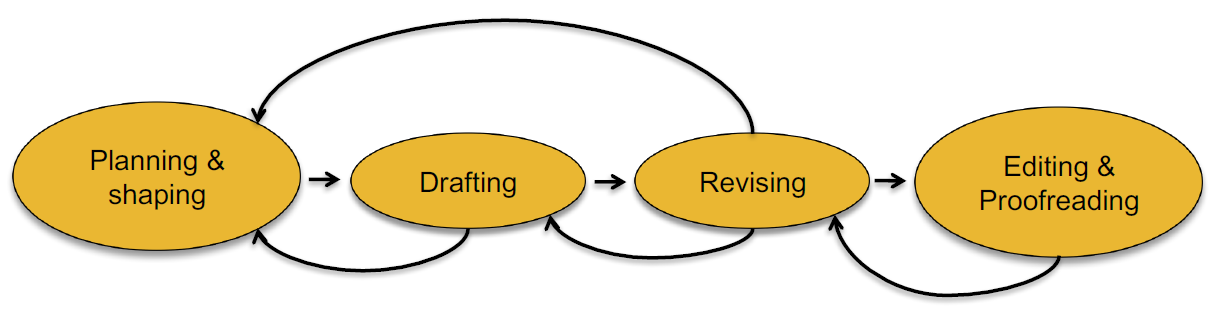 Planning &
shaping
Drafting
Revising
Editing &
Proofreading